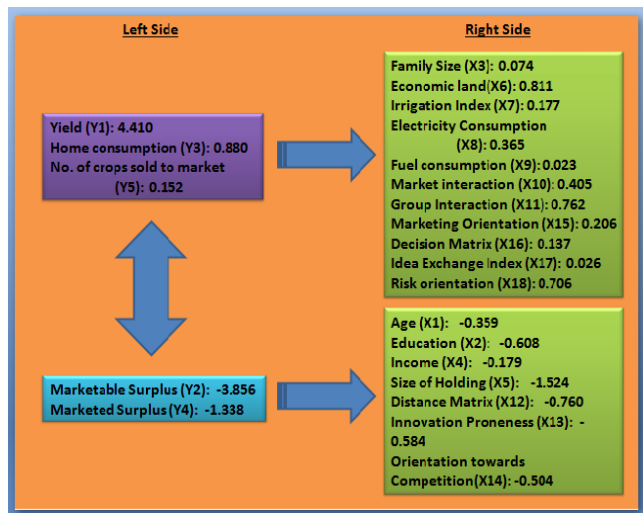 Left Side
Right Side
Yield (Y1): 4.410
Home consumption (Y3): 0.880
No. of crops sold to market
(Y5): 0.152
Family Size (X3): 0.074
Economic land(X6): 0.811
Irrigation Index (X7): 0.177
Electricity Consumption
(X8): 0.365
Fuel consumption (X9):0.023
Market interaction (X10): 0.405
Group Interaction (X11): 0.762
Marketing Orientation (X15): 0.206
Decision Matrix (X16): 0.137
Idea Exchange Index (X17): 0.026
Risk orientation (X18): 0.706
Marketable Surplus (Y2): -3.856
Marketed Surplus (Y4): -1.338
Age (X1): -0.359
Education (X2): -0.608
Income (X4): -0.179
Size of Holding (X5): -1.524
Distance Matrix (X12): -0.760
Innovation Proneness (X13): -
0.584
Orientation towards
Competition(X14): -0.504